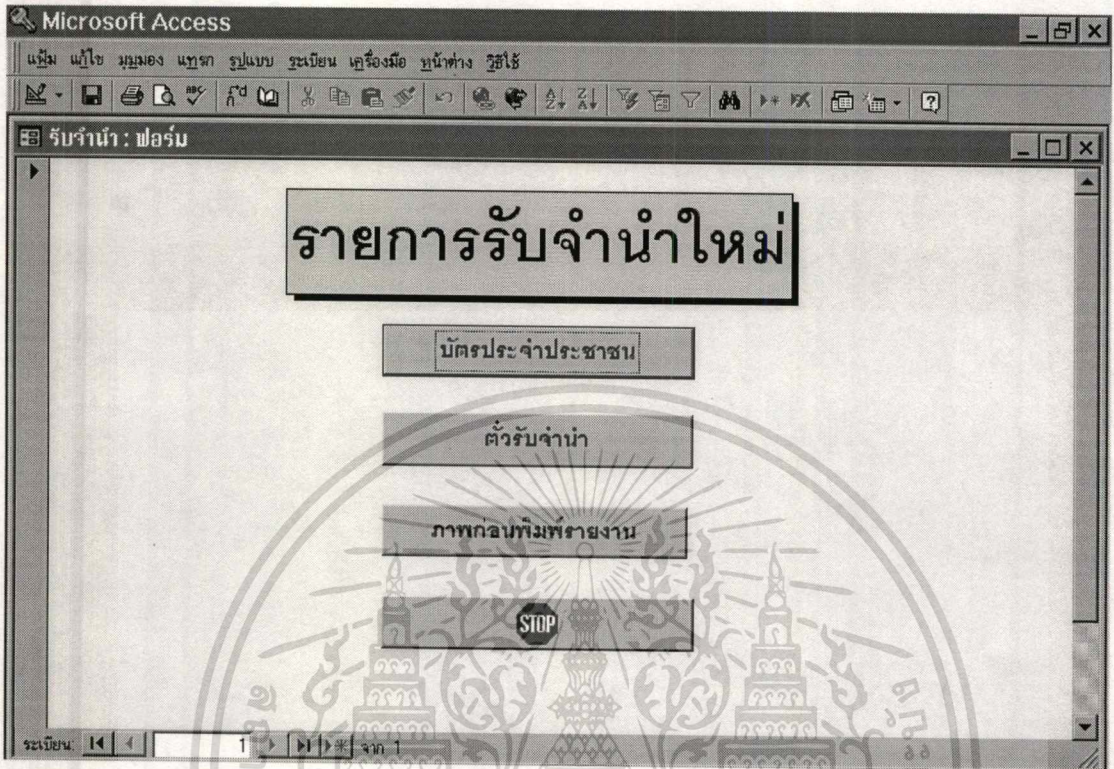 Microsoft Access
แฟ้ม แก้ไข มุมมอง แทรก รูปแบบ ระเบียน เครื่องมือ หน้าต่าง วิธีใช้
รับจำนำ : ฟอร์ม
รายการรับจำนำใหม่
บัตรประจำประชาชน
ตั๋วรับจำนำ
ภาพก่อนพิมพ์รายงาน
STOP
ระเบียน: 1 จาก 1